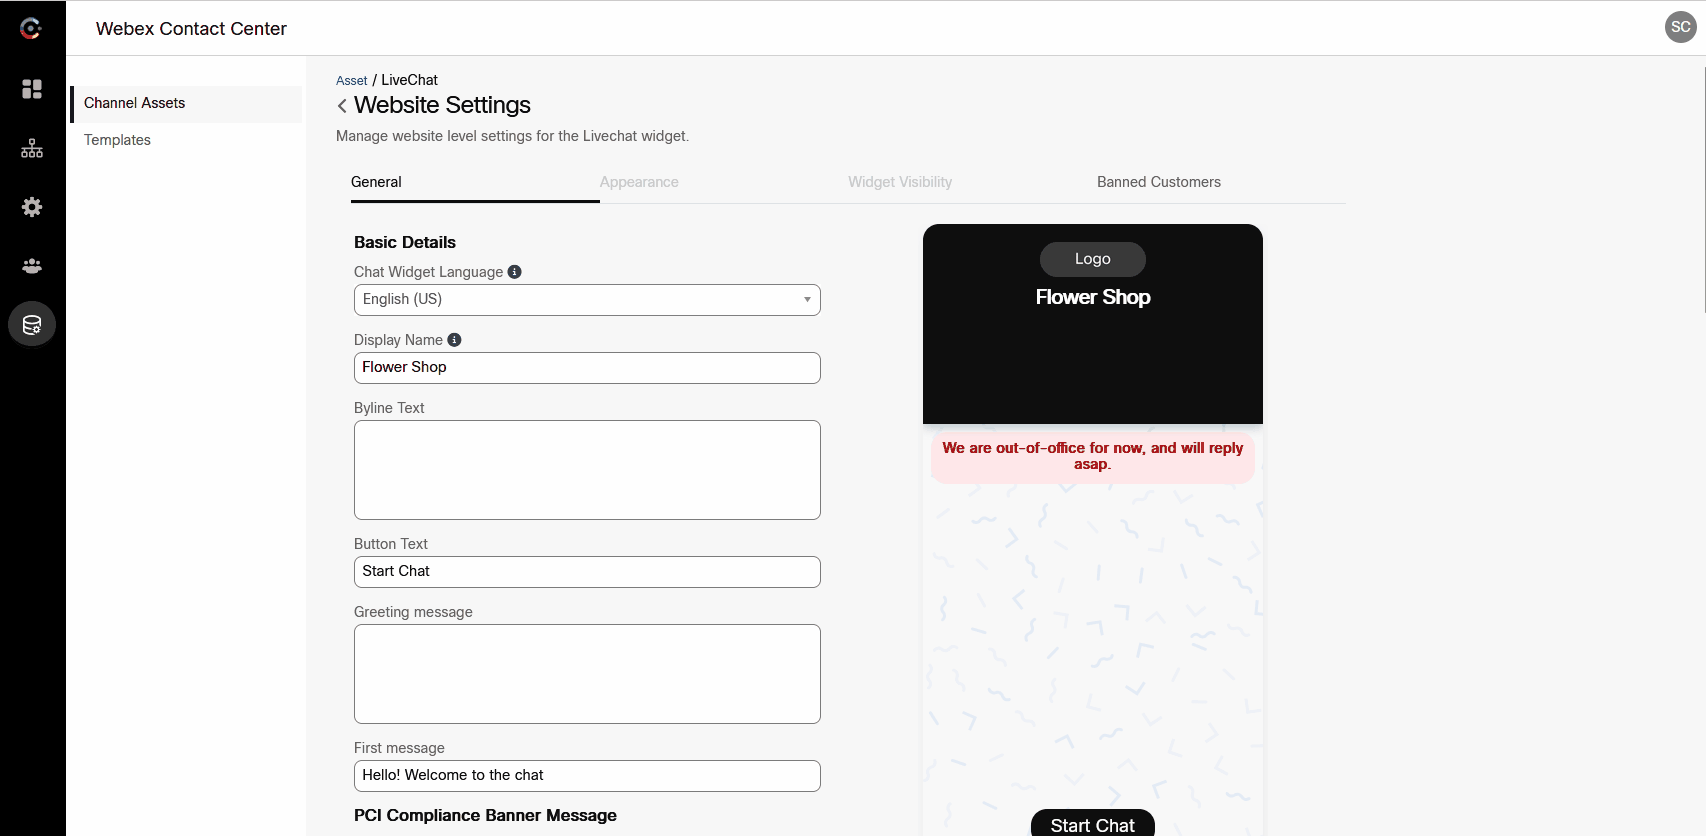 Webex Contact Center
SC
Channel Assets
Templates
Asset / LiveChat
Website Settings
Manage website level settings for the Livechat widget.
General
Appearance
Widget Visibility
Banned Customers
Basic Details
Chat Widget Language
English (US)
Display Name
Flower Shop
Byline Text
Button Text
Start Chat
Greeting message
First message
Hello! Welcome to the chat
PCI Compliance Banner Message
Logo
Flower Shop
We are out-of-office for now, and will reply
asap.
Start Chat